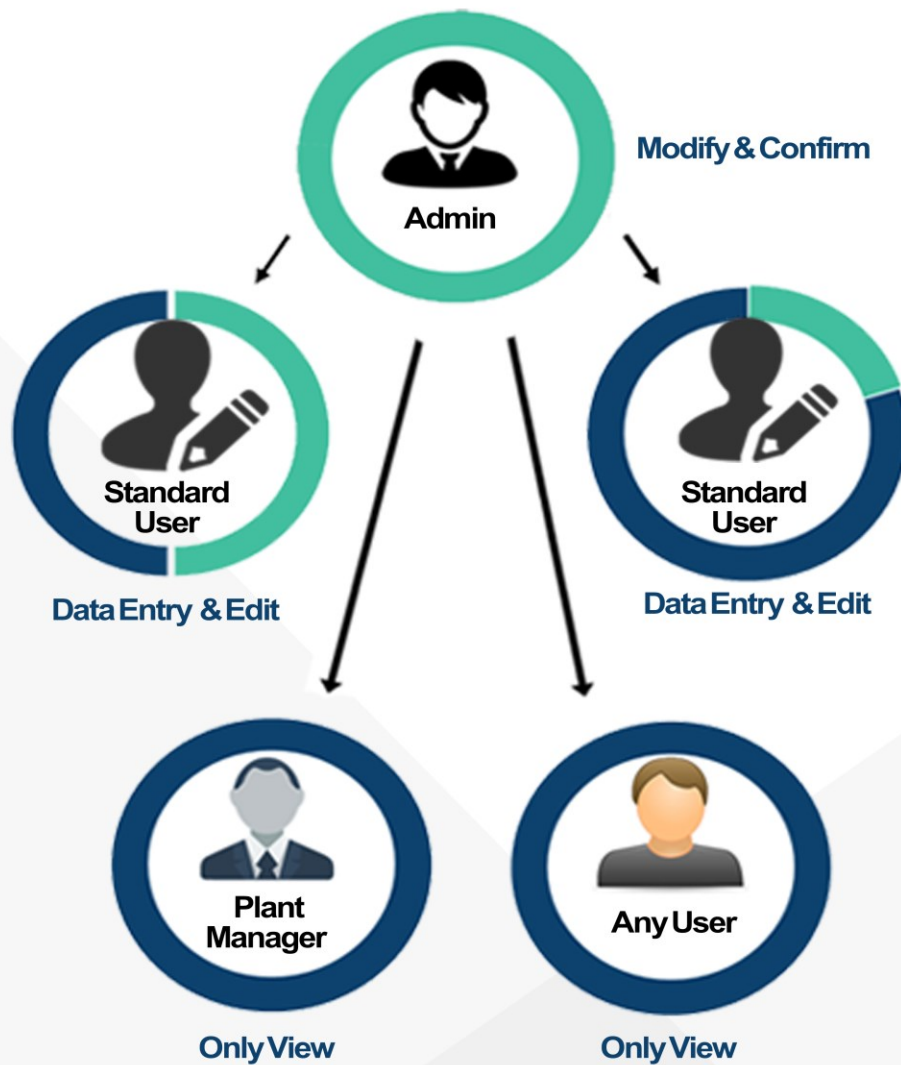 Modify & Confirm
Admin
Standard
User
Standard
User
Data Entry & Edit
Data Entry & Edit
Plant
Manager
Any User
Only View
Only View